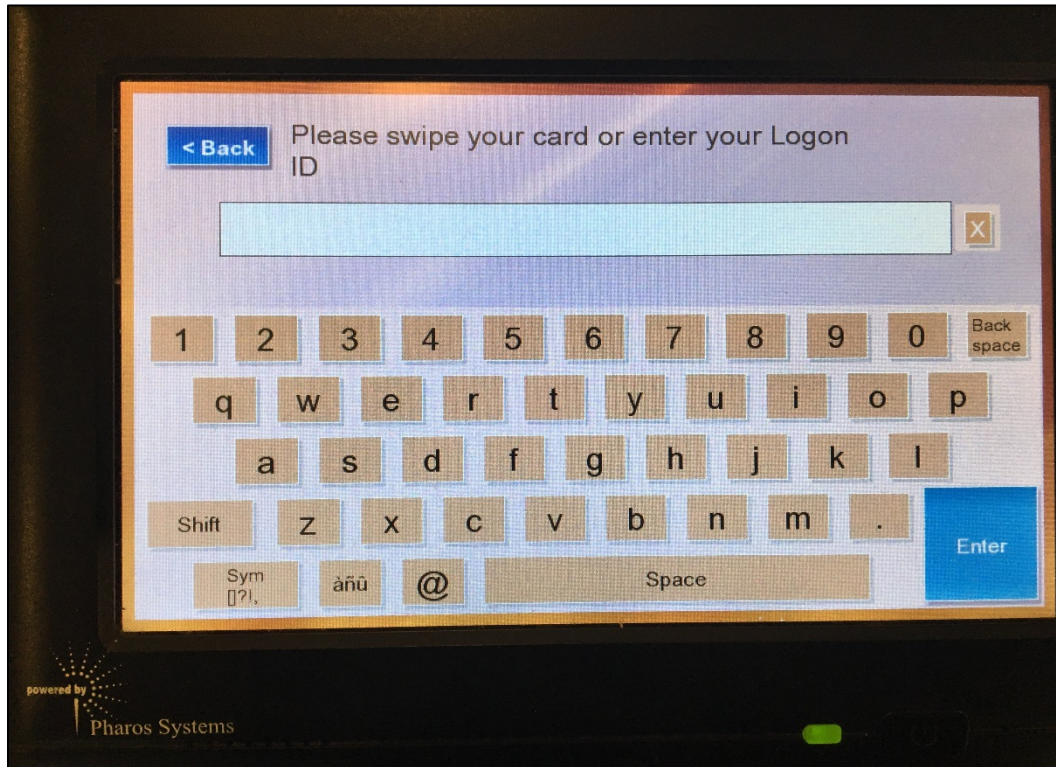 < Back
Please swipe your card or enter your Logon
ID
X
1 2 3 4 5 6 7 8 9 0 Back
space
q w e r t y u i o p
a s d f g h j k l
Shift z x c v b n m .
Enter
Sym
[]?!,
àñû @ Space
powered by
Pharos Systems